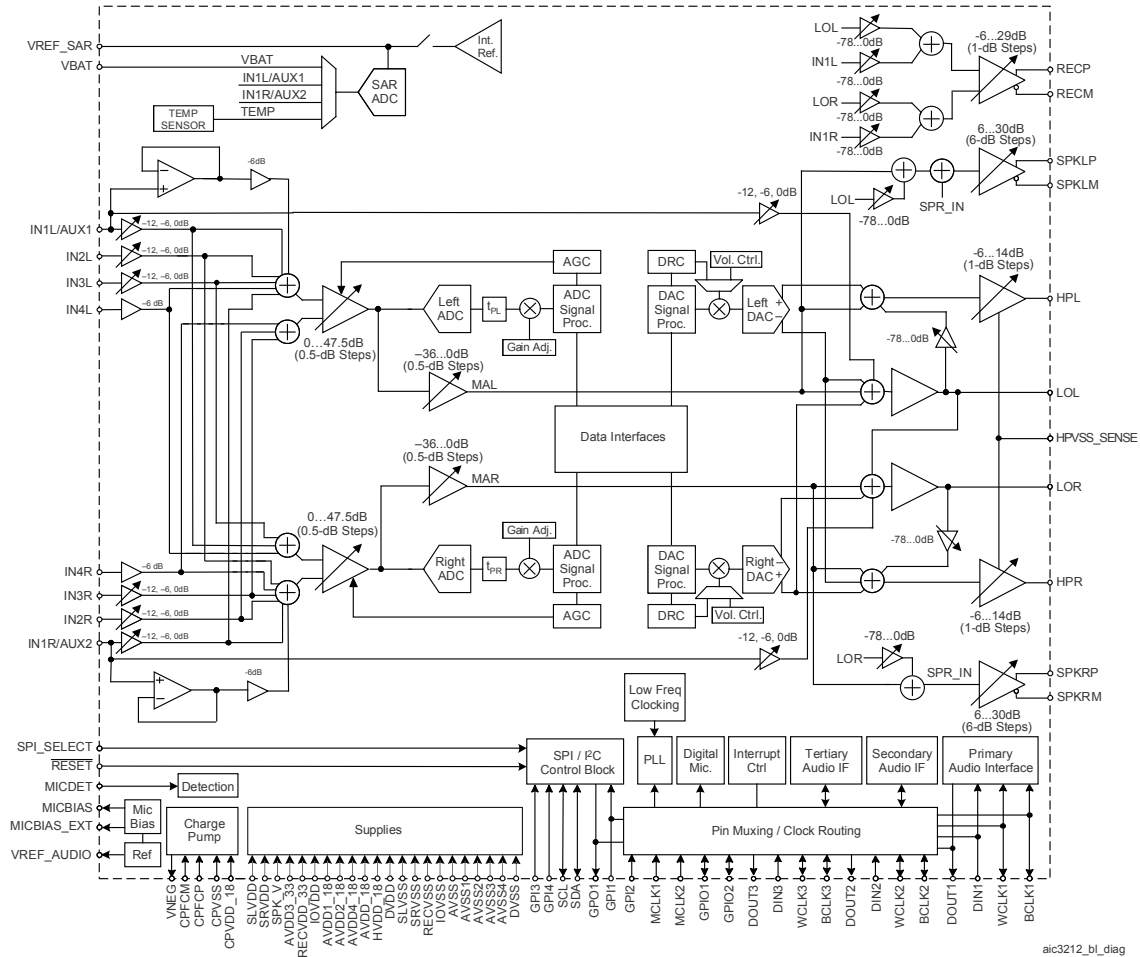 VREF_SAR
VBAT
VBAT
IN1L/AUX1
IN1R/AUX2
TEMP
TEMP
SENSOR
SAR
ADC
Int.
Ref.
LOL
-78...0dB
IN1L
-78...0dB
LOR
-78...0dB
IN1R
-78...0dB
-6...29dB
(1-dB Steps)
RECP
RECM
6...30dB
(6-dB Steps)
SPKLP
SPKLM
LOL
-78...0dB
SPR_IN
-6dB
-12, -6, 0dB
IN1L/AUX1
–12, –6, 0dB
IN2L
–12, -6, 0dB
IN3L
–12, -6, 0dB
IN4L
–6 dB
0...47.5dB
(0.5-dB Steps)
AGC
Left
ADC
tPL
Gain Adj.
ADC
Signal
Proc.
DRC
Vol. Ctrl.
DAC
Signal
Proc.
Left +
DAC –
-6...14dB
(1-dB Steps)
HPL
-78...0dB
–36...0dB
(0.5-dB Steps)
MAL
LOL
Data Interfaces
HPVSS_SENSE
–36...0dB
(0.5-dB Steps)
MAR
LOR
0...47.5dB
(0.5-dB Steps)
Gain Adj.
Right
ADC
tPR
ADC
Signal
Proc.
AGC
DAC
Signal
Proc.
DRC
Vol. Ctrl.
Right –
DAC +
-78...0dB
HPR
-6...14dB
(1-dB Steps)
IN4R
–6 dB
IN3R
–12, -6, 0dB
IN2R
–12, -6, 0dB
IN1R/AUX2
–12, -6, 0dB
-6dB
-12, -6, 0dB
-78...0dB
LOR
SPR_IN
SPKRP
SPKRM
6...30dB
(6-dB Steps)
Low Freq
Clocking
SPI_SELECT
RESET
SPI / I²C
Control Block
PLL
Digital
Mic.
Interrupt
Ctrl
Tertiary
Audio IF
Secondary
Audio IF
Primary
Audio Interface
MICDET
Detection
MICBIAS
MICBIAS_EXT
Mic
Bias
VREF_AUDIO
Ref
Charge
Pump
Supplies
Pin Muxing / Clock Routing
VNEG
CPFCM
CPFCP
CPVSS
CPVDD_18
SLVDD
SRVDD
SPK_V
AVDD3_33
RECVDD_33
IOVDD
AVDD1_18
AVDD2_18
AVDD4_18
AVDD_18
HVDD_18
DVDD
SLVSS
SRVSS
RECVSS
IOVSS
AVSS
AVSS1
AVSS2
AVSS3
AVSS4
DVSS
GPI3
GPI4
SCL
SDA
GPO1
GPI1
GPI2
MCLK1
MCLK2
GPIO1
GPIO2
DOUT3
DIN3
WCLK3
BCLK3
DOUT2
DIN2
WCLK2
BCLK2
DOUT1
DIN1
WCLK1
BCLK1
aic3212_bl_diag